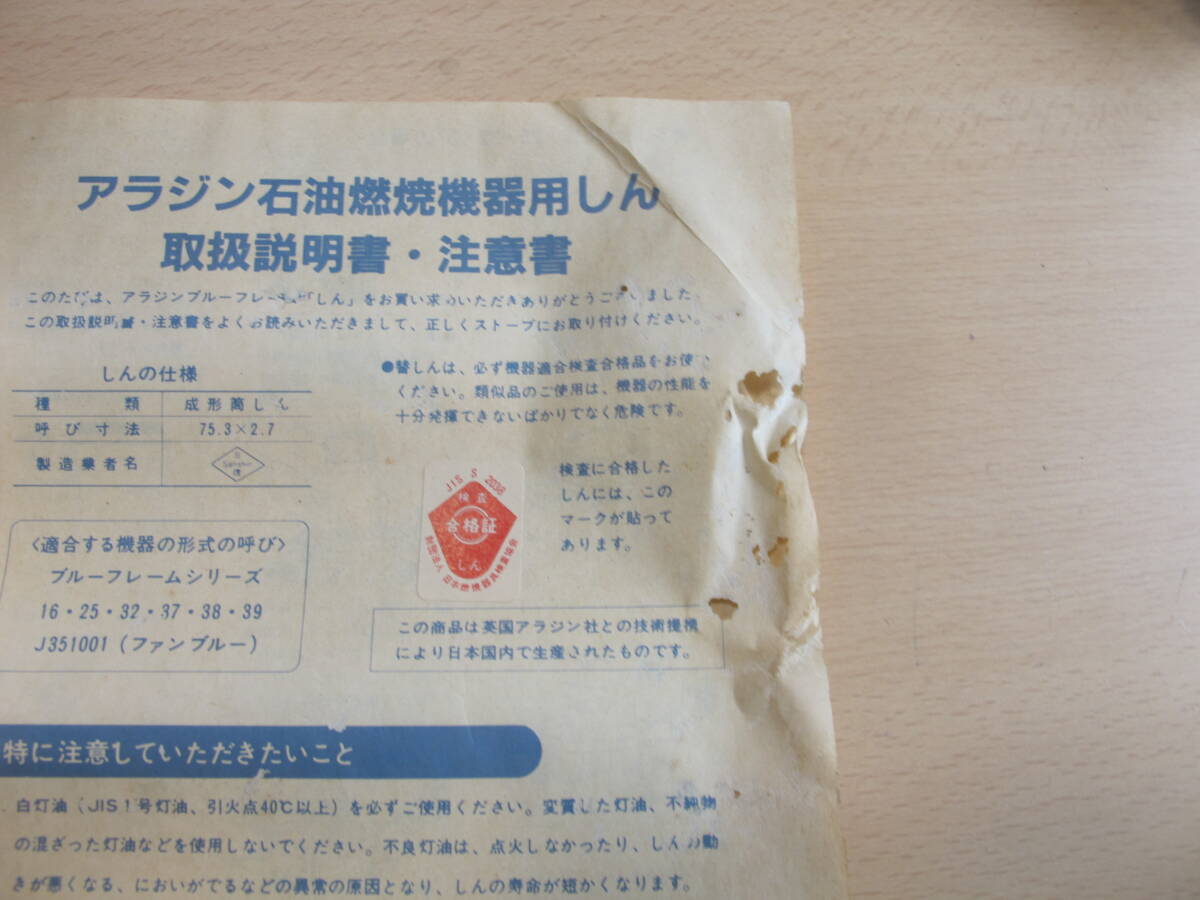 アラジン石油燃焼機器用しん
取扱説明書・注意書
このたびは、アラジンブルーフレーム「しん」をお買い求めいただきありがとうございました。
この取扱説明書・注意書をよくお読みいただきまして、正しくストーブにお取り付けください。
しんの仕様
種類 成形筒しん
呼び寸法 75.3×2.7
製造業者名
〈適合する機器の形式の呼び〉
ブルーフレームシリーズ
16・25・32・37・38・39
J351001(ファンブルー)
●替しんは、必ず機器適合検査合格品をお使い
ください。類似品のご使用は、機器の性能を
十分発揮できないばかりでなく危険です。
JIS S 2038
検査
合格証
しん
財団法人 日本燃焼器具検査協会
検査に合格した
しんには、この
マークが貼って
あります。
この商品は英国アラジン社との技術提携
により日本国内で生産されたものです。
特に注意していただきたいこと
白灯油(JIS1号灯油、引火点40℃以上)を必ずご使用ください。変質した灯油、不純物
の混ざった灯油などを使用しないでください。不良灯油は、点火しなかったり、しんの動
きが悪くなる、においがでるなどの異常の原因となり、しんの寿命が短かくなります。